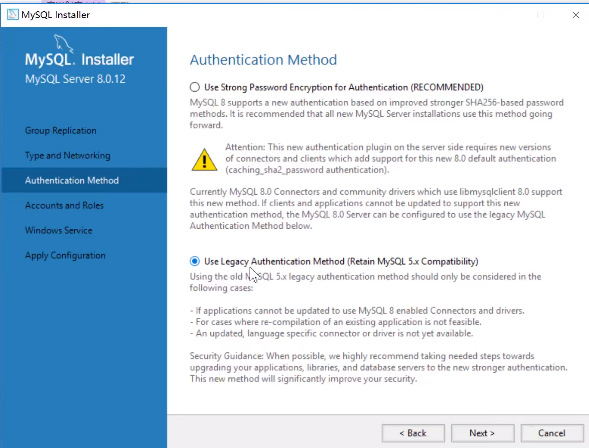 MySQL Installer
MySQL. Installer
MySQL Server 8.0.12
Group Replication
Type and Networking
Authentication Method
Accounts and Roles
Windows Service
Apply Configuration
Authentication Method
Use Strong Password Encryption for Authentication (RECOMMENDED)
MySQL 8 supports a new authentication based on improved stronger SHA256-based password
methods. It is recommended that all new MySQL Server installations use this method going
forward.
Attention: This new authentication plugin on the server side requires new versions
of connectors and clients which add support for this new 8.0 default authentication
(caching_sha2_password authentication).
Currently MySQL 8.0 Connectors and community drivers which use libmysqlclient 8.0 support
this new method. If clients and applications cannot be updated to support this new
authentication method, the MySQL 8.0 Server can be configured to use the legacy MySQL
Authentication Method below.
Use Legacy Authentication Method (Retain MySQL 5.x Compatibility)
Using the old MySQL 5.x legacy authentication method should only be considered in the
following cases:
- If applications cannot be updated to use MySQL 8 enabled Connectors and drivers.
- For cases where re-compilation of an existing application is not feasible.
- An updated, language specific connector or driver is not yet available.
Security Guidance: When possible, we highly recommend taking needed steps towards
upgrading your applications, libraries, and database servers to the new stronger authentication.
This new method will significantly improve your security.
< Back
Next >
Cancel